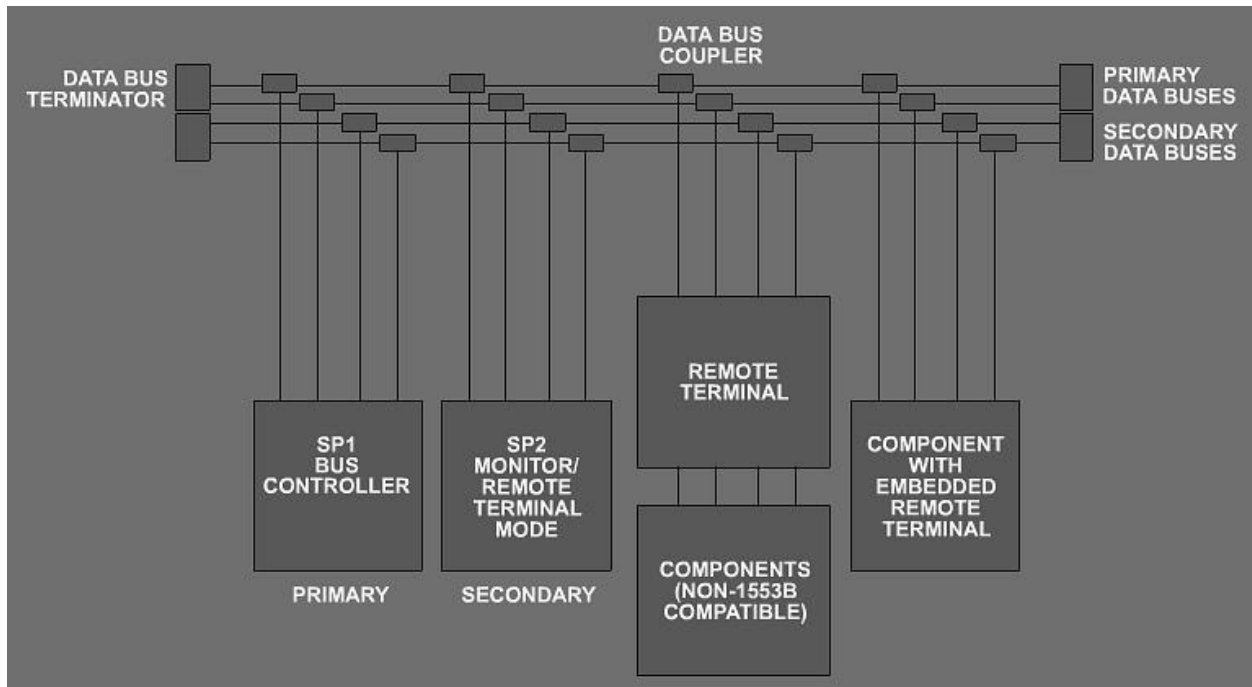 DATA BUS
COUPLER
DATA BUS
TERMINATOR
PRIMARY
DATA BUSES
SECONDARY
DATA BUSES
SP1
BUS
CONTROLLER
PRIMARY
SP2
MONITOR/
REMOTE
TERMINAL
MODE
SECONDARY
REMOTE
TERMINAL
COMPONENTS
(NON-1553B
COMPATIBLE)
COMPONENT
WITH
EMBEDDED
REMOTE
TERMINAL